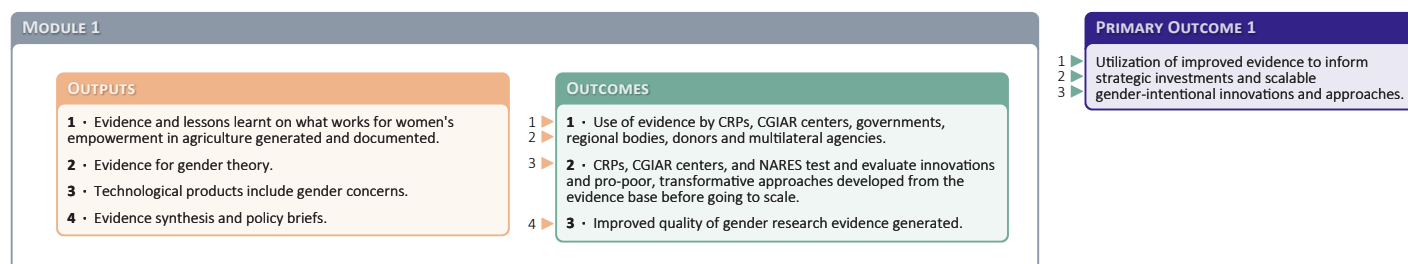 MODULE 1
OUTPUTS
1 · Evidence and lessons learnt on what works for women's
empowerment in agriculture generated and documented.
2 · Evidence for gender theory.
3 · Technological products include gender concerns.
4 · Evidence synthesis and policy briefs.
1
2
3
4
OUTCOMES
1 · Use of evidence by CRPs, CGIAR centers, governments,
regional bodies, donors and multilateral agencies.
2 · CRPs, CGIAR centers, and NARES test and evaluate innovations
and pro-poor, transformative approaches developed from the
evidence base before going to scale.
3 · Improved quality of gender research evidence generated.
PRIMARY OUTCOME 1
1
2
3
Utilization of improved evidence to inform
strategic investments and scalable
gender-intentional innovations and approaches.